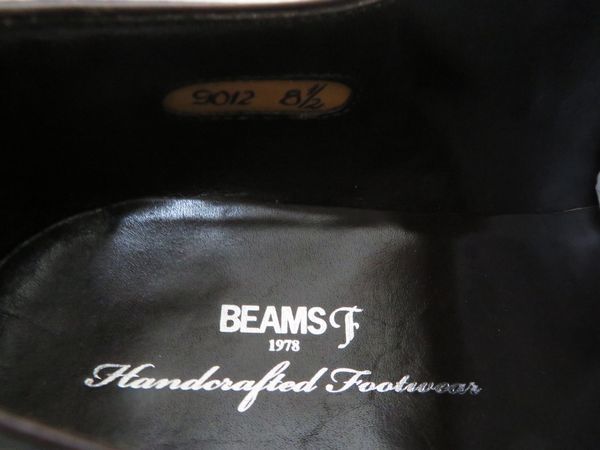 9012 8½
BEAMS F
1978
Handcrafted Footwear